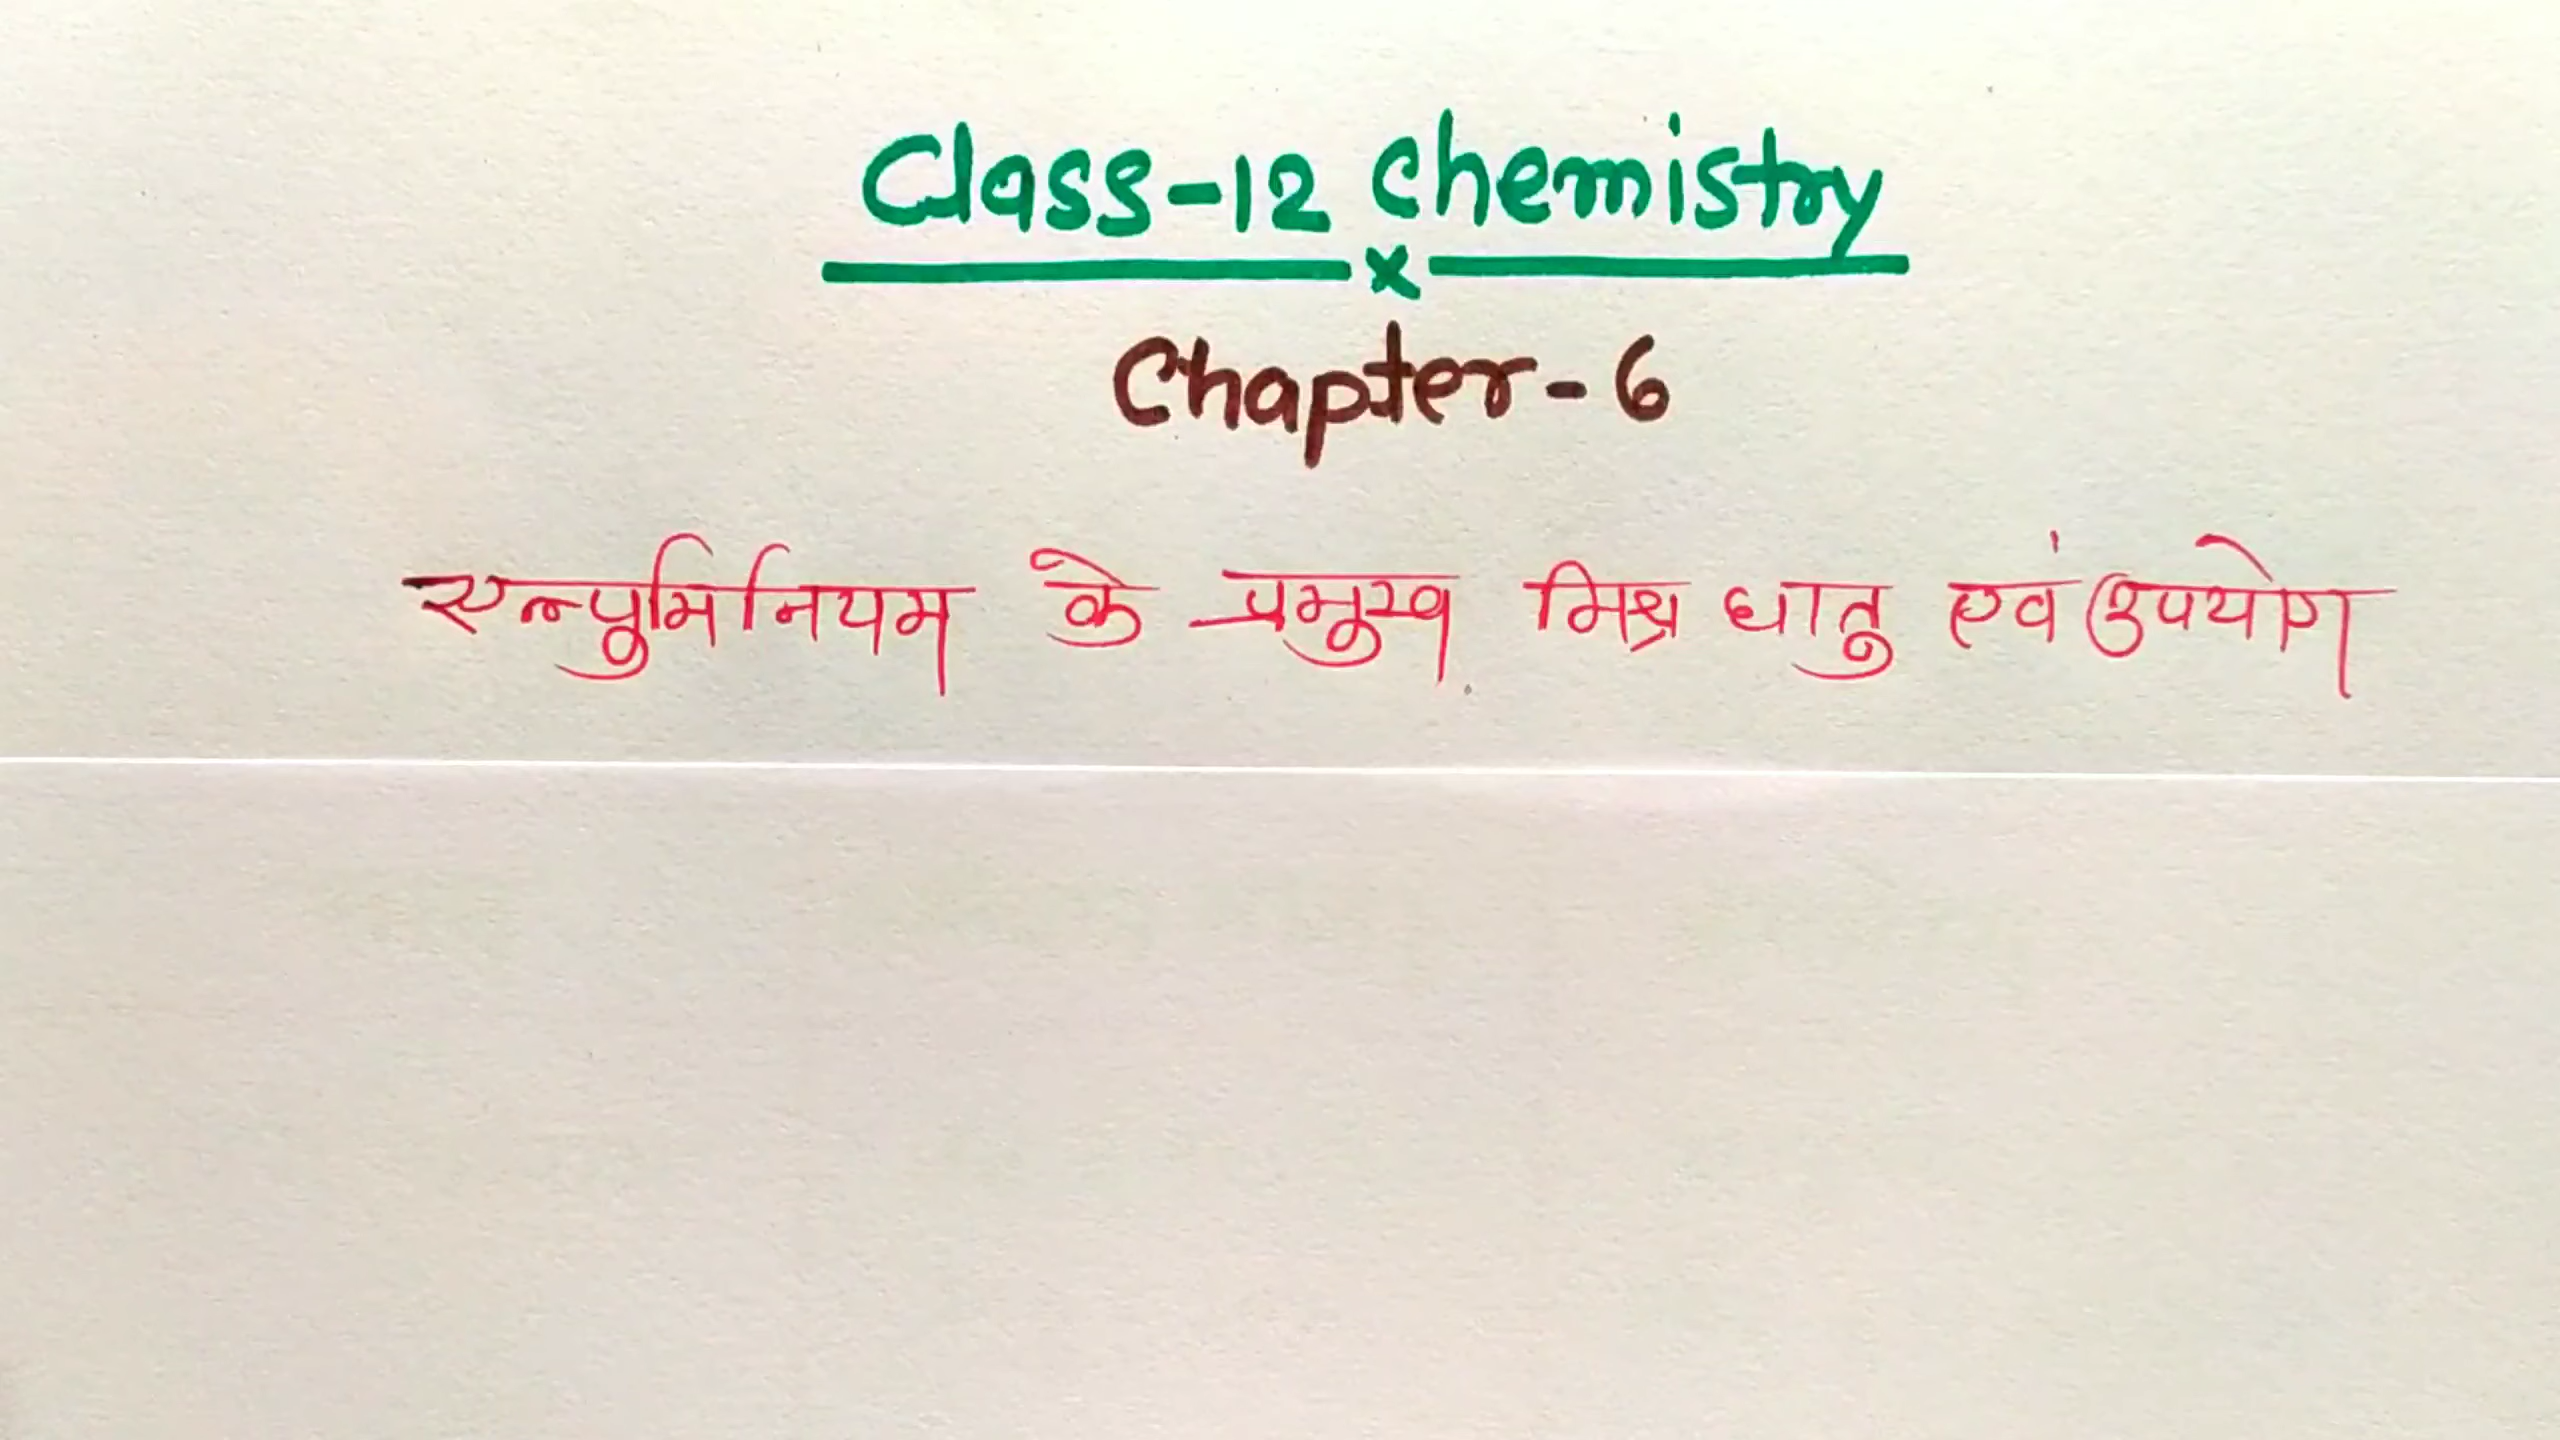 Class-12 Chemistry
x
Chapter-6
एल्युमिनियम के प्रमुख मिश्र धातु एवं उपयोग